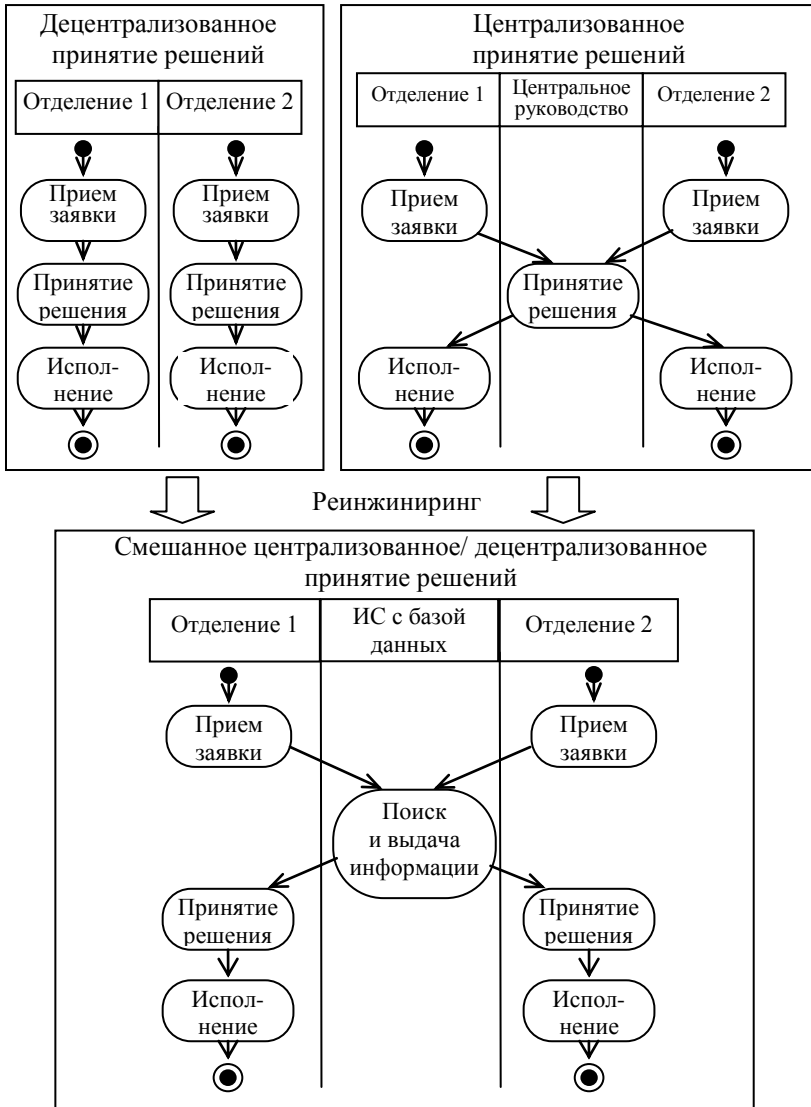 Децентрализованное
принятие решений
Отделение 1
Отделение 2
Прием
заявки
Прием
заявки
Принятие
решения
Принятие
решения
Испол-
нение
Испол-
нение
Централизованное
принятие решений
Отделение 1
Центральное
руководство
Отделение 2
Прием
заявки
Прием
заявки
Принятие
решения
Испол-
нение
Испол-
нение
Реинжиниринг
Смешанное централизованное/ децентрализованное
принятие решений
Отделение 1
ИС с базой
данных
Отделение 2
Прием
заявки
Прием
заявки
Поиск
и выдача
информации
Принятие
решения
Принятие
решения
Испол-
нение
Испол-
нение